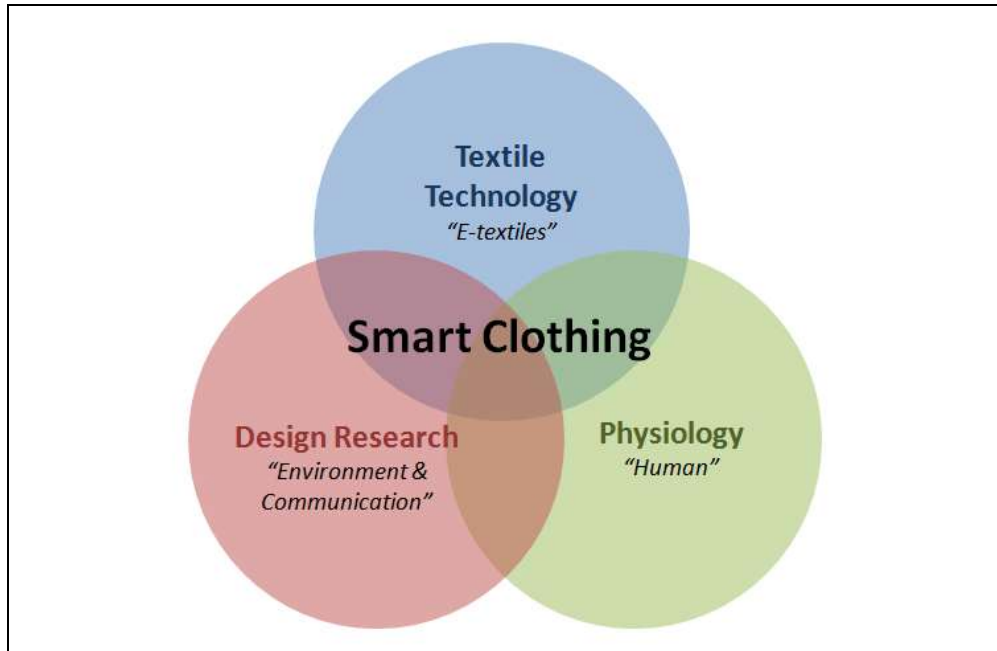 Textile
Technology
“E-textiles”
Smart Clothing
Design Research
“Environment &
Communication”
Physiology
“Human”